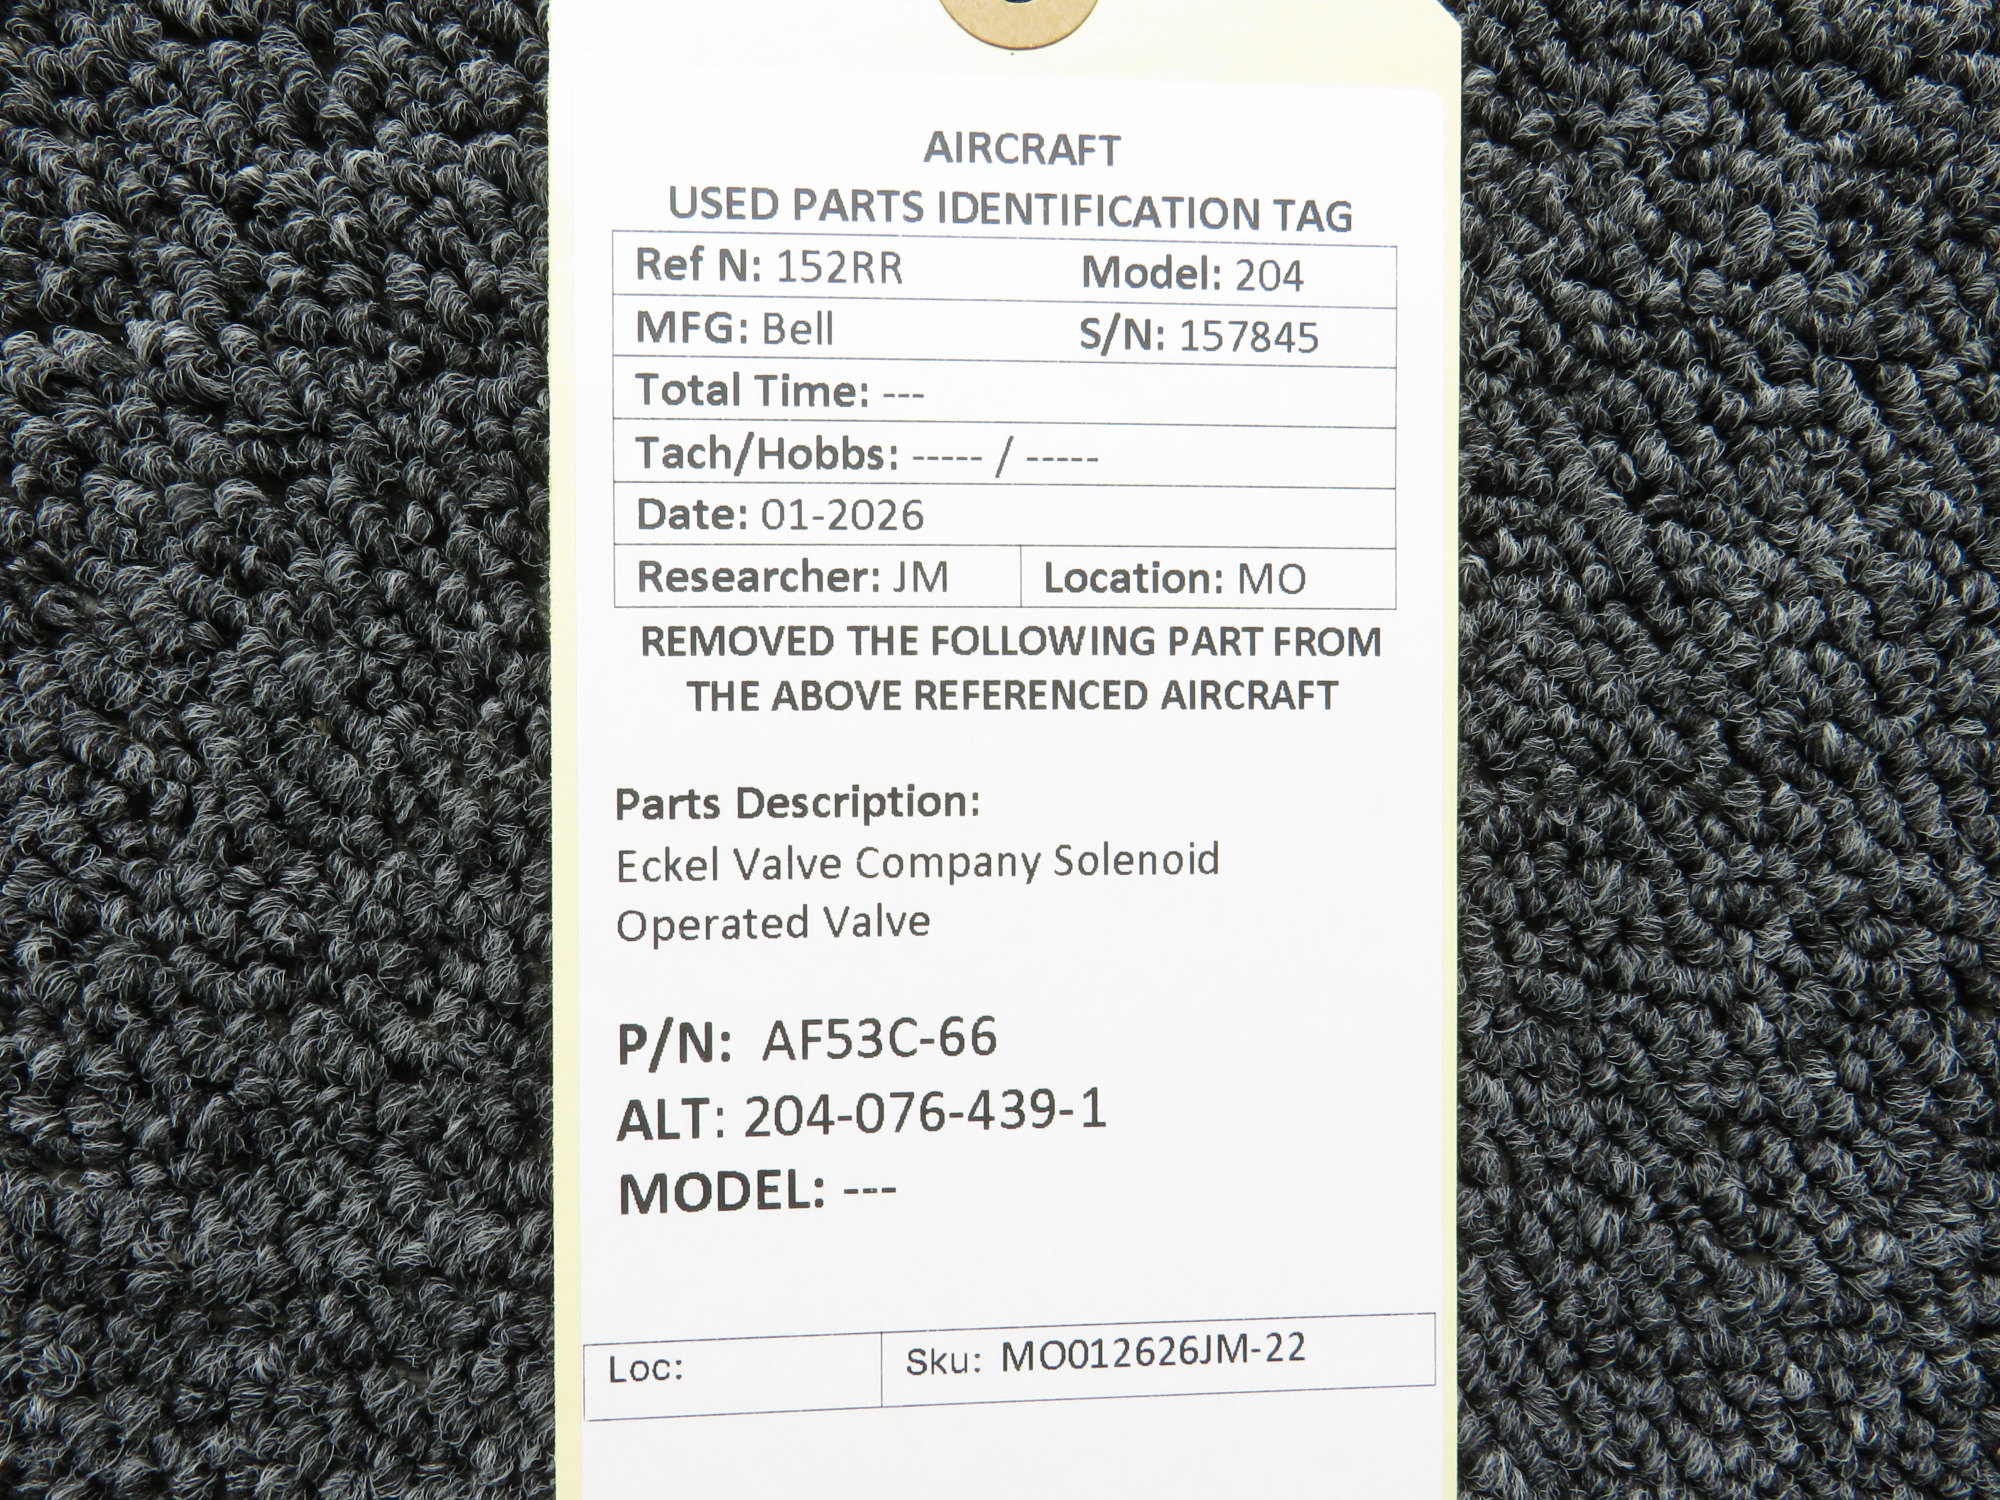 AIRCRAFT
USED PARTS IDENTIFICATION TAG
Ref N: 152RR Model: 204
MFG: Bell S/N: 157845
Total Time: ---
Tach/Hobbs: ----- / -----
Date: 01-2026
Researcher: JM Location: MO
REMOVED THE FOLLOWING PART FROM
THE ABOVE REFERENCED AIRCRAFT
Parts Description:
Eckel Valve Company Solenoid
Operated Valve
P/N: AF53C-66
ALT: 204-076-439-1
MODEL: ---
Loc: Sku: MO012626JM-22